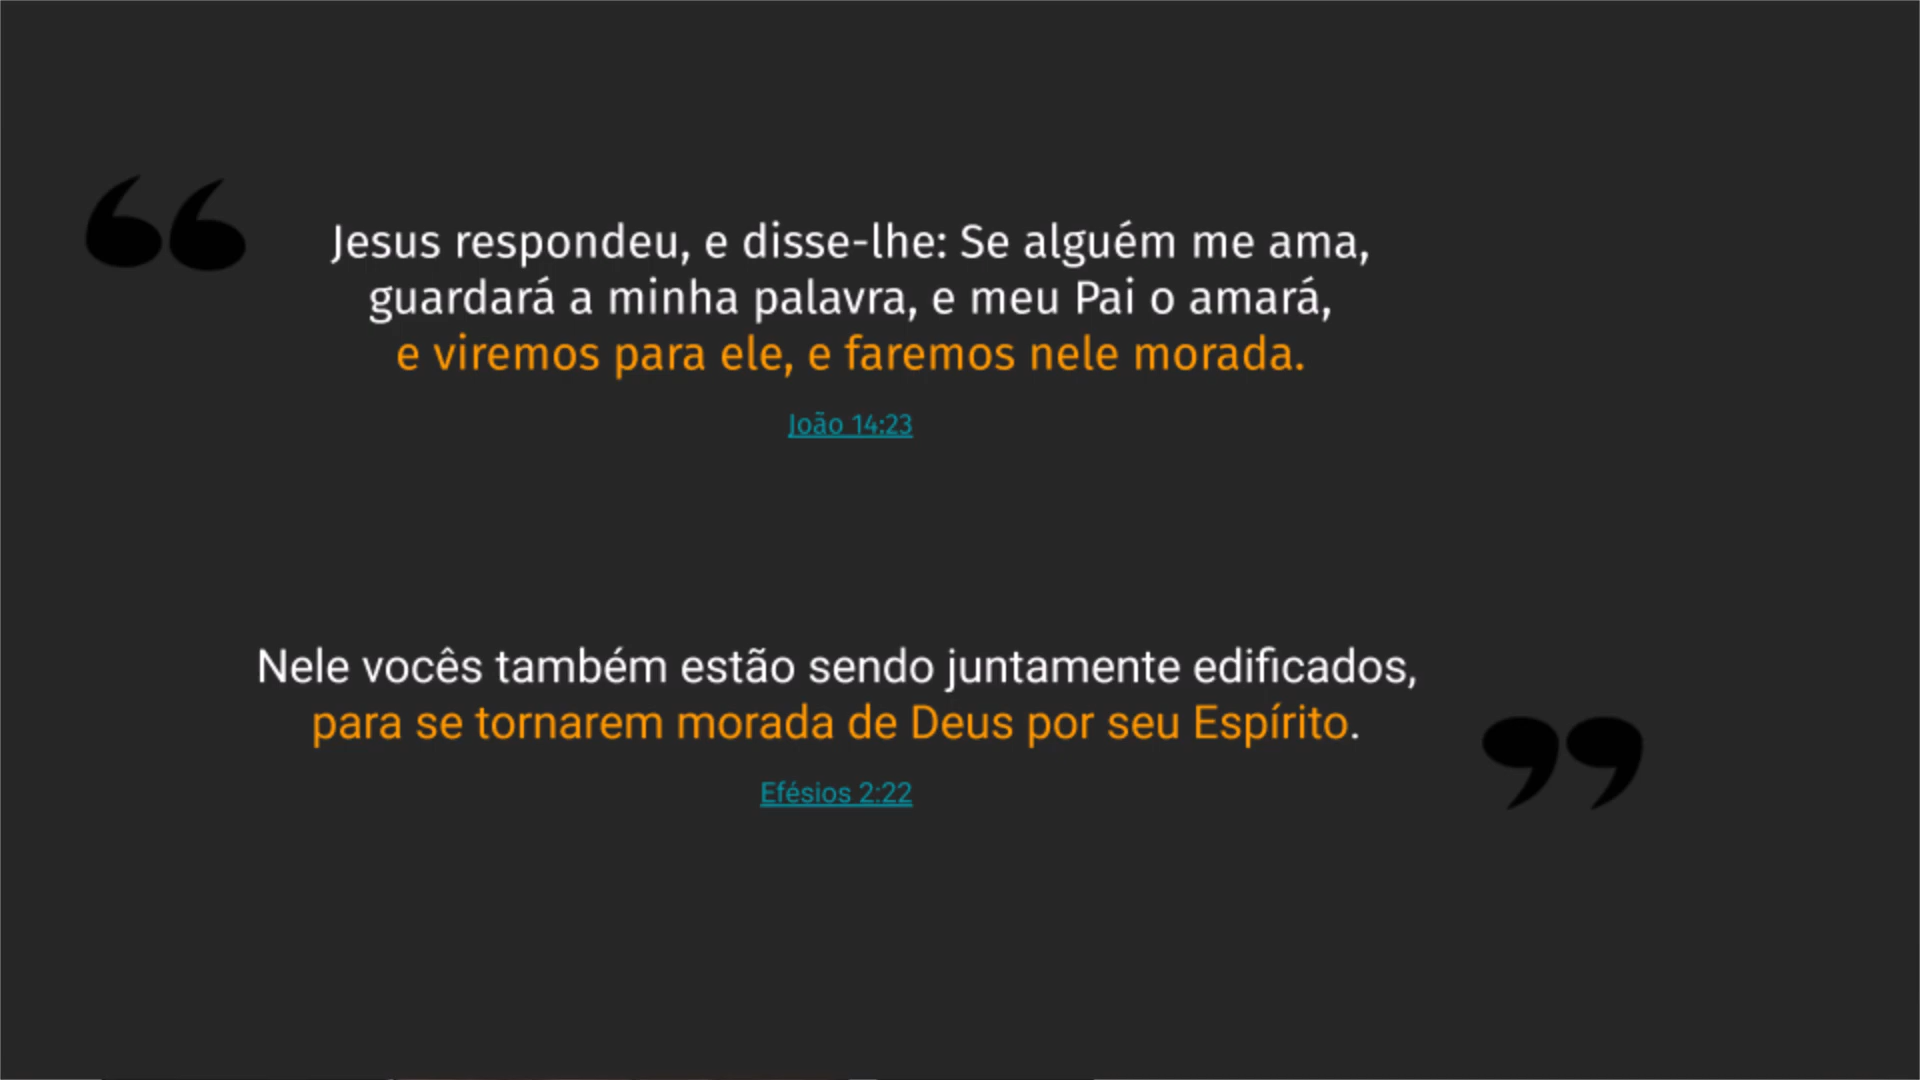 “
Jesus respondeu, e disse-lhe: Se alguém me ama,
guardará a minha palavra, e meu Pai o amará,
e viremos para ele, e faremos nele morada.
João 14:23
Nele vocês também estão sendo juntamente edificados,
para se tornarem morada de Deus por seu Espírito.
Efésios 2:22
”